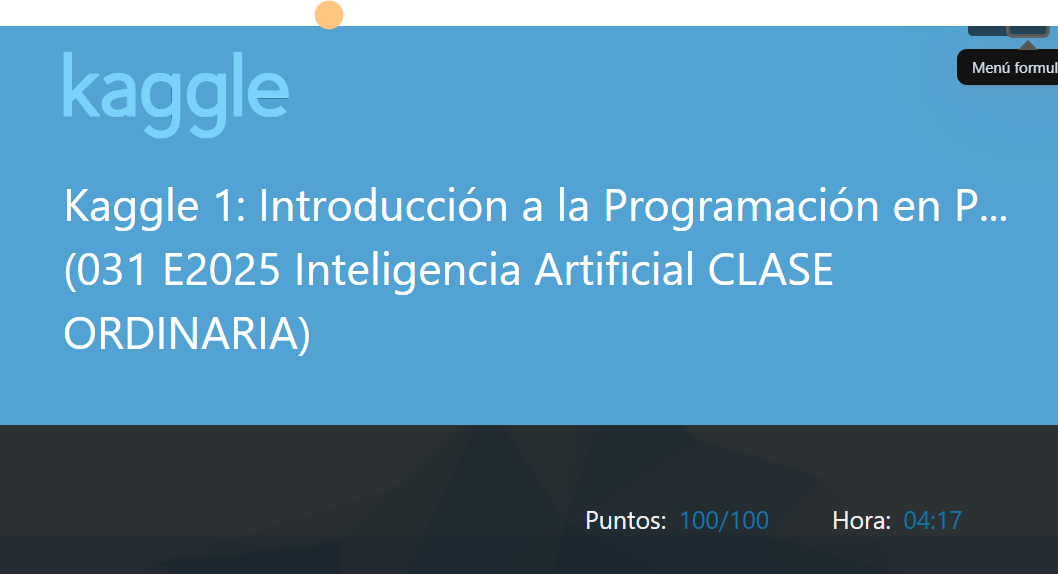 Menú formul
kaggle
Kaggle 1: Introducción a la Programación en P...
(031 E2025 Inteligencia Artificial CLASE
ORDINARIA)
Puntos: 100/100 Hora: 04:17